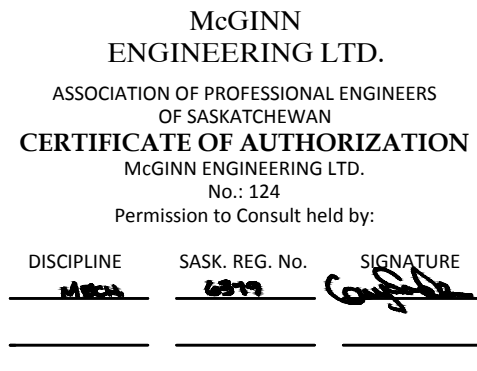 McGINN
ENGINEERING LTD.
ASSOCIATION OF PROFESSIONAL ENGINEERS
OF SASKATCHEWAN
CERTIFICATE OF AUTHORIZATION
McGINN ENGINEERING LTD.
No.: 124
Permission to Consult held by:
DISCIPLINE SASK. REG. No. SIGNATURE
MECH 6379